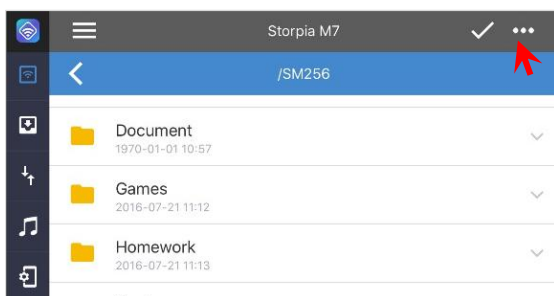 Storpia M7
/SM256
Document
1970-01-01 10:57
Games
2016-07-21 11:12
Homework
2016-07-21 11:13